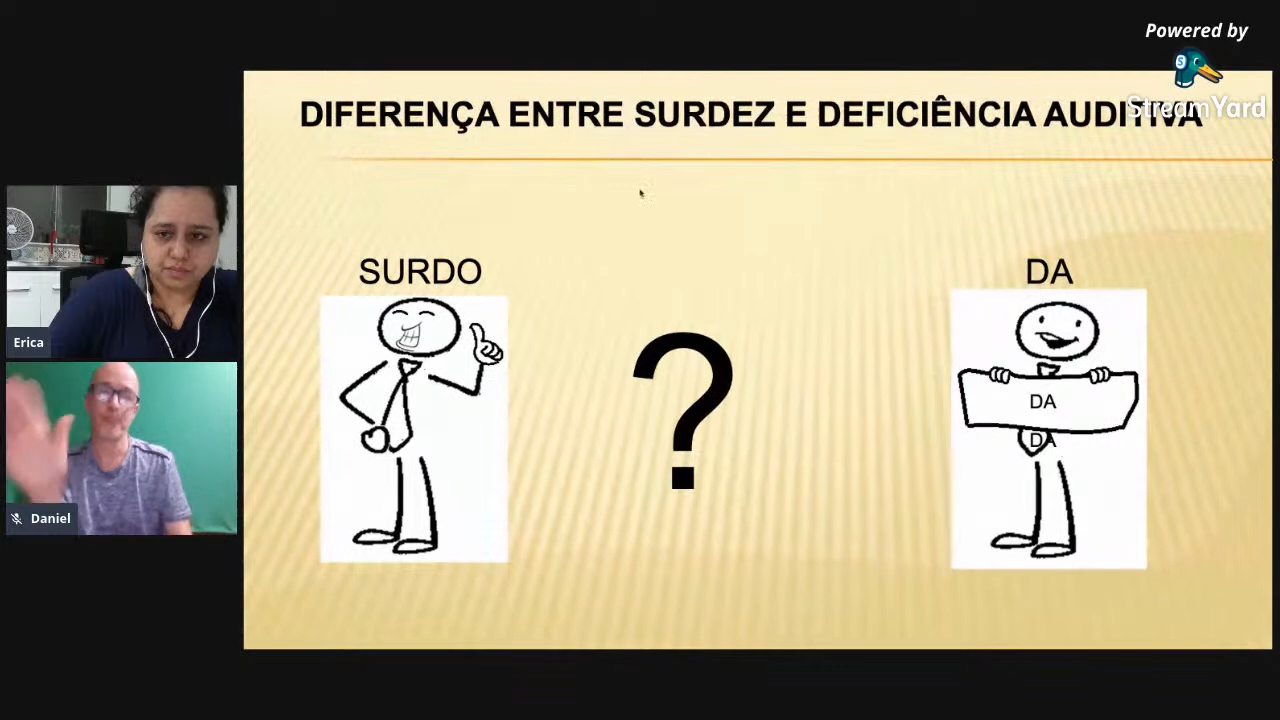 Powered by
StreamYard
DIFERENÇA ENTRE SURDEZ E DEFICIÊNCIA AUDITIVA
SURDO
DA
?
DA
DA
Erica
Daniel